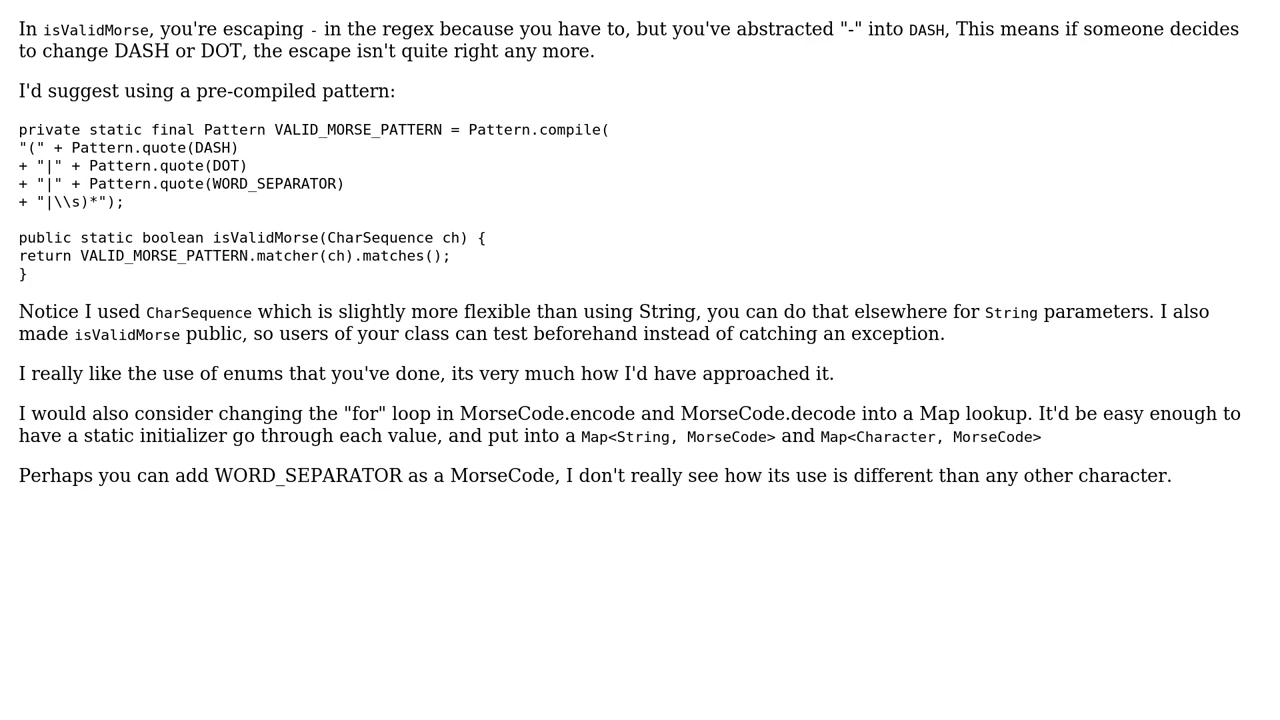 In isValidMorse, you're escaping - in the regex because you have to, but you've abstracted "-" into DASH, This means if someone decides
to change DASH or DOT, the escape isn't quite right any more.
I'd suggest using a pre-compiled pattern:
private static final Pattern VALID_MORSE_PATTERN = Pattern.compile(
"(" + Pattern.quote(DASH)
+ "|" + Pattern.quote(DOT)
+ "|" + Pattern.quote(WORD_SEPARATOR)
+ "|\\s)*");
public static boolean isValidMorse(CharSequence ch) {
return VALID_MORSE_PATTERN.matcher(ch).matches();
}
Notice I used CharSequence which is slightly more flexible than using String, you can do that elsewhere for String parameters. I also
made isValidMorse public, so users of your class can test beforehand instead of catching an exception.
I really like the use of enums that you've done, its very much how I'd have approached it.
I would also consider changing the "for" loop in MorseCode.encode and MorseCode.decode into a Map lookup. It'd be easy enough to
have a static initializer go through each value, and put into a Map<String, MorseCode> and Map<Character, MorseCode>
Perhaps you can add WORD_SEPARATOR as a MorseCode, I don't really see how its use is different than any other character.